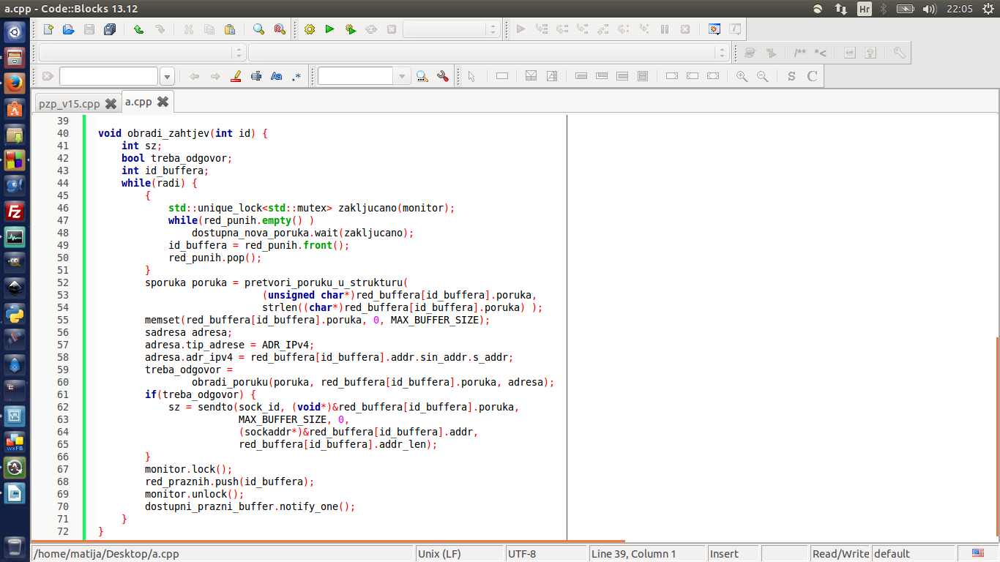 a.cpp - Code::Blocks 13.12
Hr
22:05
/** *<
Aa .*
S C
pzp_v15.cpp
a.cpp
39
40 void obradi_zahtjev(int id) {
41 int sz;
42 bool treba_odgovor;
43 int id_buffera;
44 while(radi) {
45 {
46 std::unique_lock<std::mutex> zakljucano(monitor);
47 while(red_punih.empty() )
48 dostupna_nova_poruka.wait(zakljucano);
49 id_buffera = red_punih.front();
50 red_punih.pop();
51 }
52 sporuka poruka = pretvori_poruku_u_strukturu(
53 (unsigned char*)red_buffera[id_buffera].poruka,
54 strlen((char*)red_buffera[id_buffera].poruka) );
55 memset(red_buffera[id_buffera].poruka, 0, MAX_BUFFER_SIZE);
56 sadresa adresa;
57 adresa.tip_adrese = ADR_IPv4;
58 adresa.adr_ipv4 = red_buffera[id_buffera].addr.sin_addr.s_addr;
59 treba_odgovor =
60 obradi_poruku(poruka, red_buffera[id_buffera].poruka, adresa);
61 if(treba_odgovor) {
62 sz = sendto(sock_id, (void*)&red_buffera[id_buffera].poruka,
63 MAX_BUFFER_SIZE, 0,
64 (sockaddr*)&red_buffera[id_buffera].addr,
65 red_buffera[id_buffera].addr_len);
66 }
67 monitor.lock();
68 red_praznih.push(id_buffera);
69 monitor.unlock();
70 dostupni_prazni_buffer.notify_one();
71 }
72 }
Fz
wxFB
/home/matija/Desktop/a.cpp
Unix (LF)
UTF-8
Line 39, Column 1
Insert
Read/Write
default